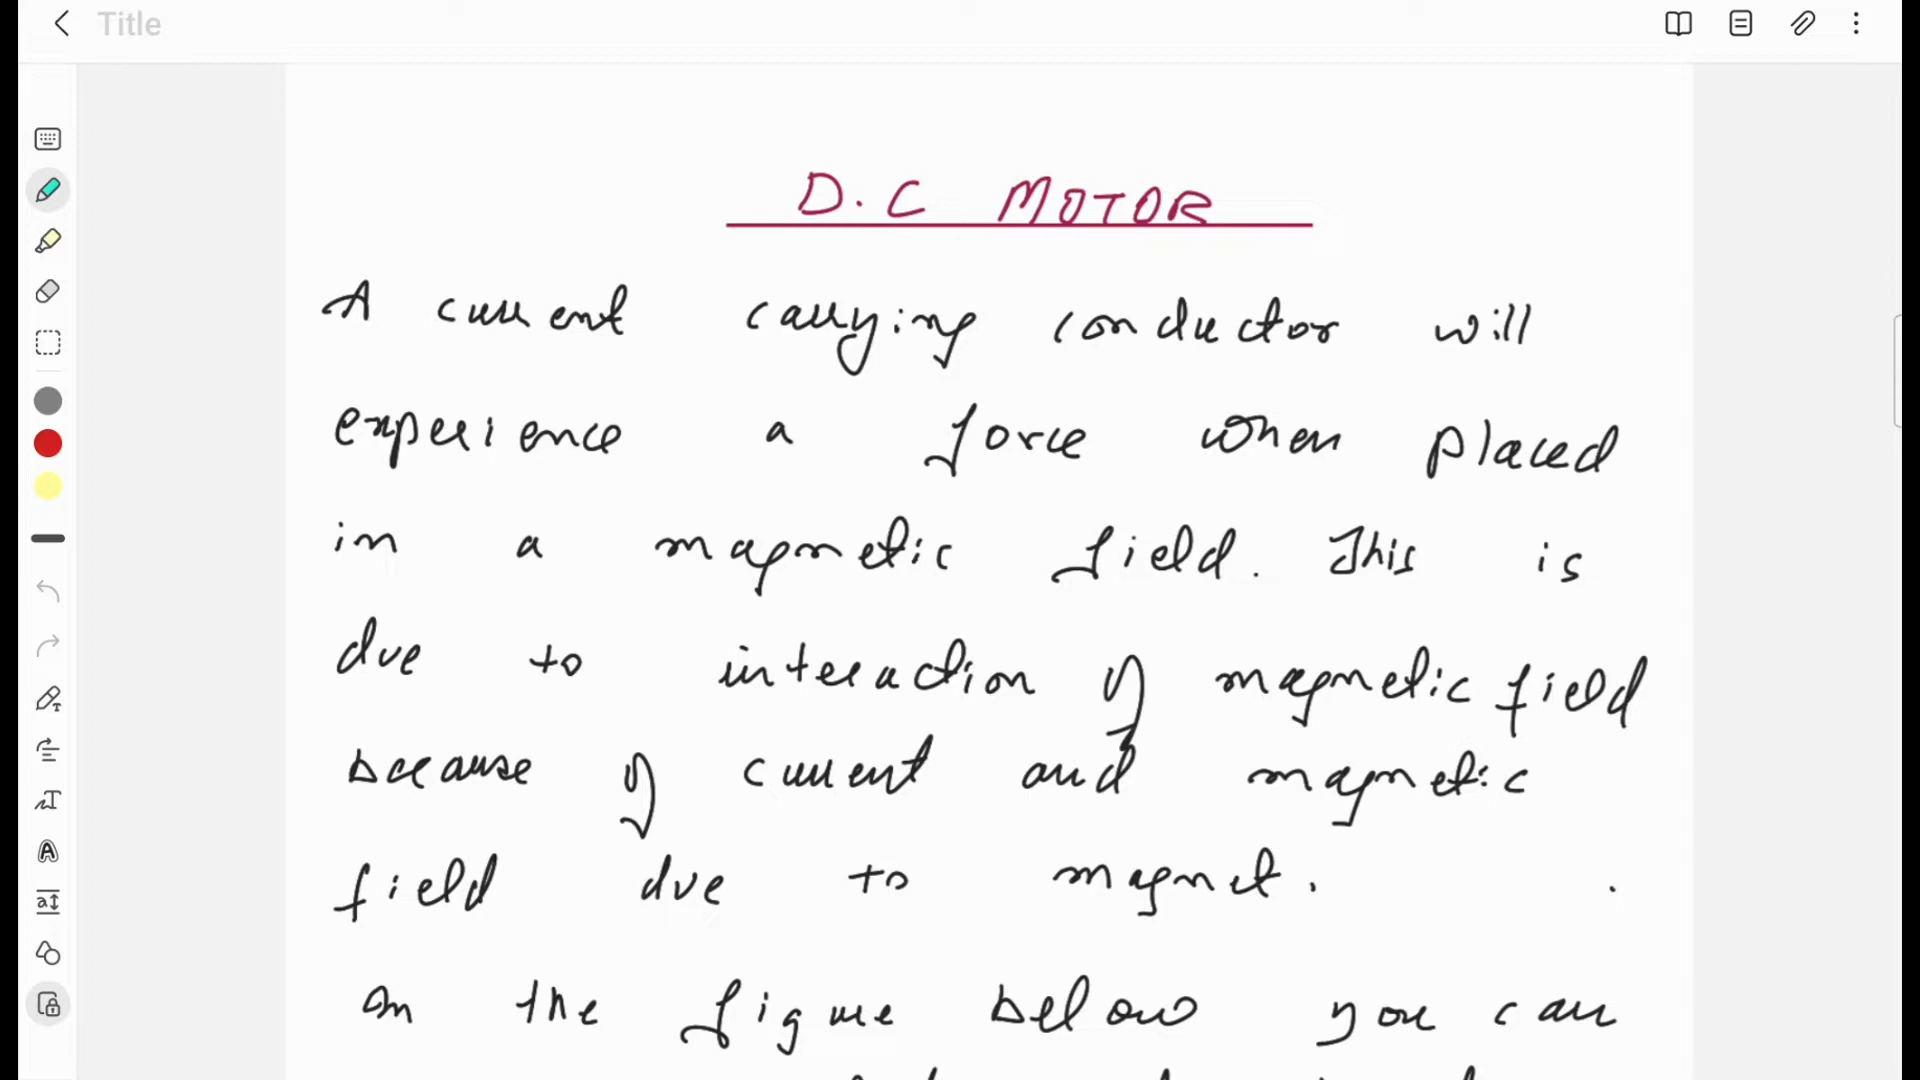 Title
D.C MOTOR
A current carrying conductor will
experience a force when placed
in a magnetic field. This is
due to interaction of magnetic field
because of current and magnetic
field due to magnet.
In the figure below you can